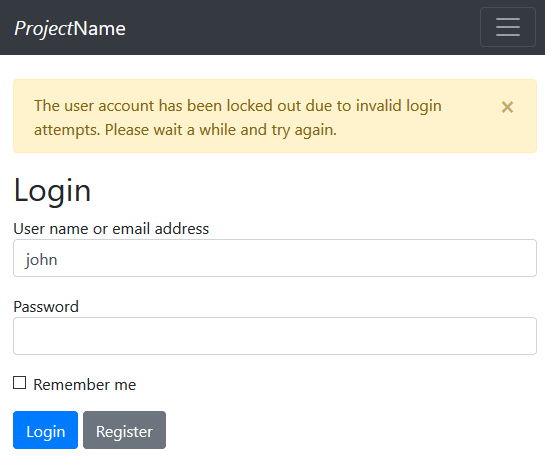 ProjectName
The user account has been locked out due to invalid login
attempts. Please wait a while and try again.
×
Login
User name or email address
john
Password
Remember me
Login Register